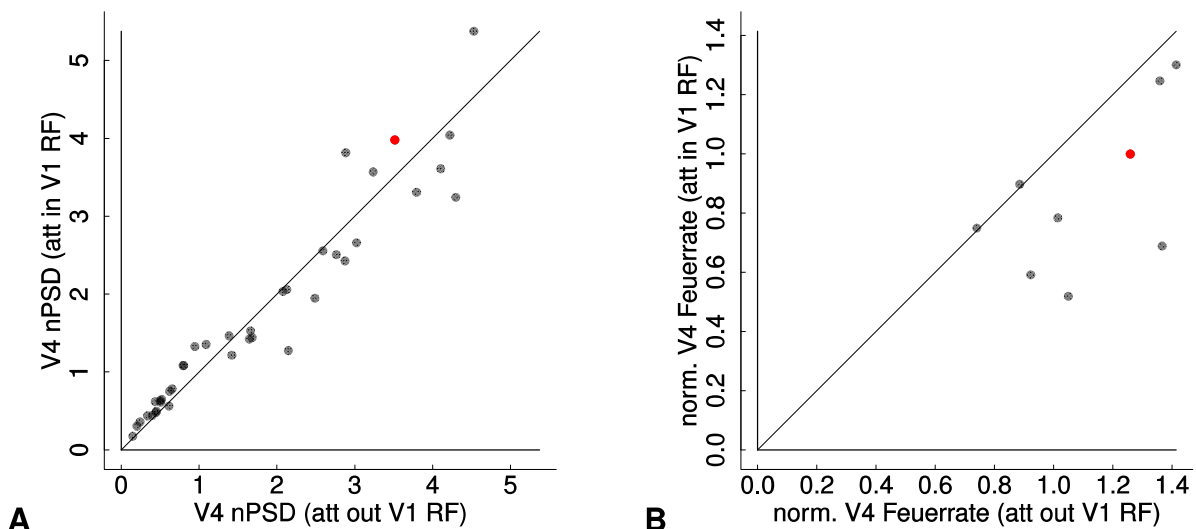 V4 nPSD (att in V1 RF)
5
4
3
2
1
0
0 1 2 3 4 5
V4 nPSD (att out V1 RF)
A
norm. V4 Feuerrate (att in V1 RF)
1.4
1.2
1.0
0.8
0.6
0.4
0.2
0.0
0.0 0.2 0.4 0.6 0.8 1.0 1.2 1.4
norm. V4 Feuerrate (att out V1 RF)
B